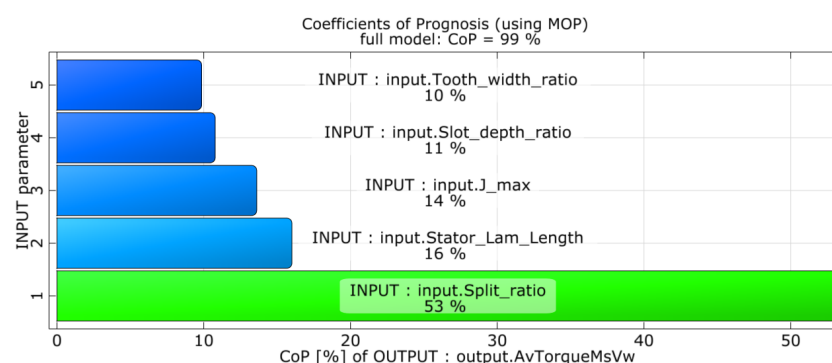 Coefficients of Prognosis (using MOP)
full model: CoP = 99 %
INPUT parameter
5
INPUT : input.Tooth_width_ratio
10 %
4
INPUT : input.Slot_depth_ratio
11 %
3
INPUT : input.J_max
14 %
2
INPUT : input.Stator_Lam_Length
16 %
1
INPUT : input.Split_ratio
53 %
0 10 20 30 40 50
CoP [%] of OUTPUT : output.AvTorqueMsVw